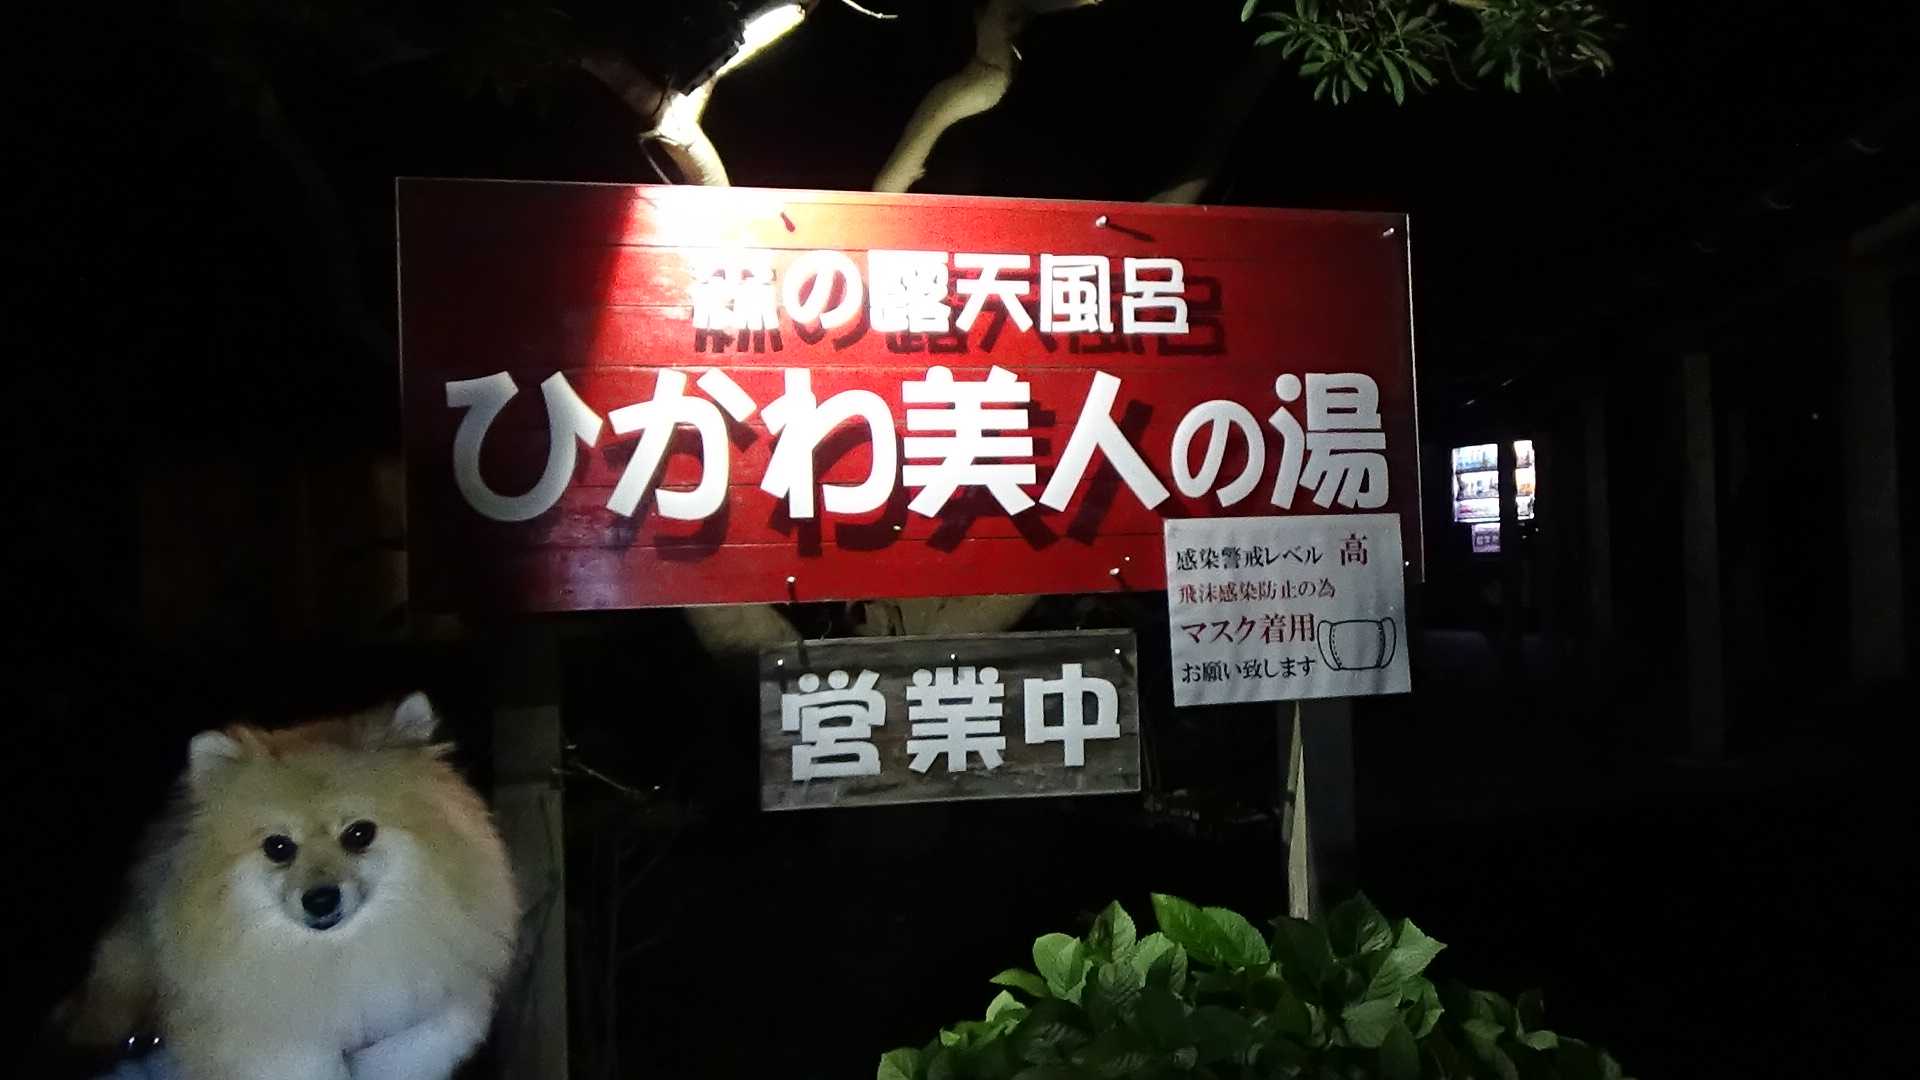 森の露天風呂
ひかわ美人の湯
営業中
感染警戒レベル 高
飛沫感染防止の為
マスク着用
お願い致します